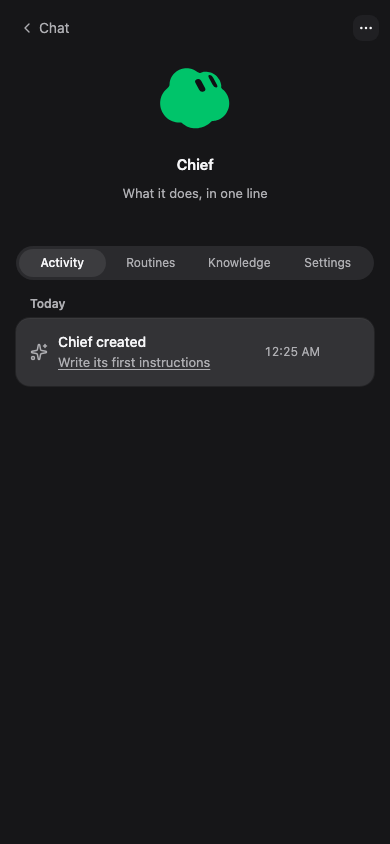 Chat
Chief
What it does, in one line
Activity Routines Knowledge Settings
Today
Chief created
Write its first instructions
12:25 AM